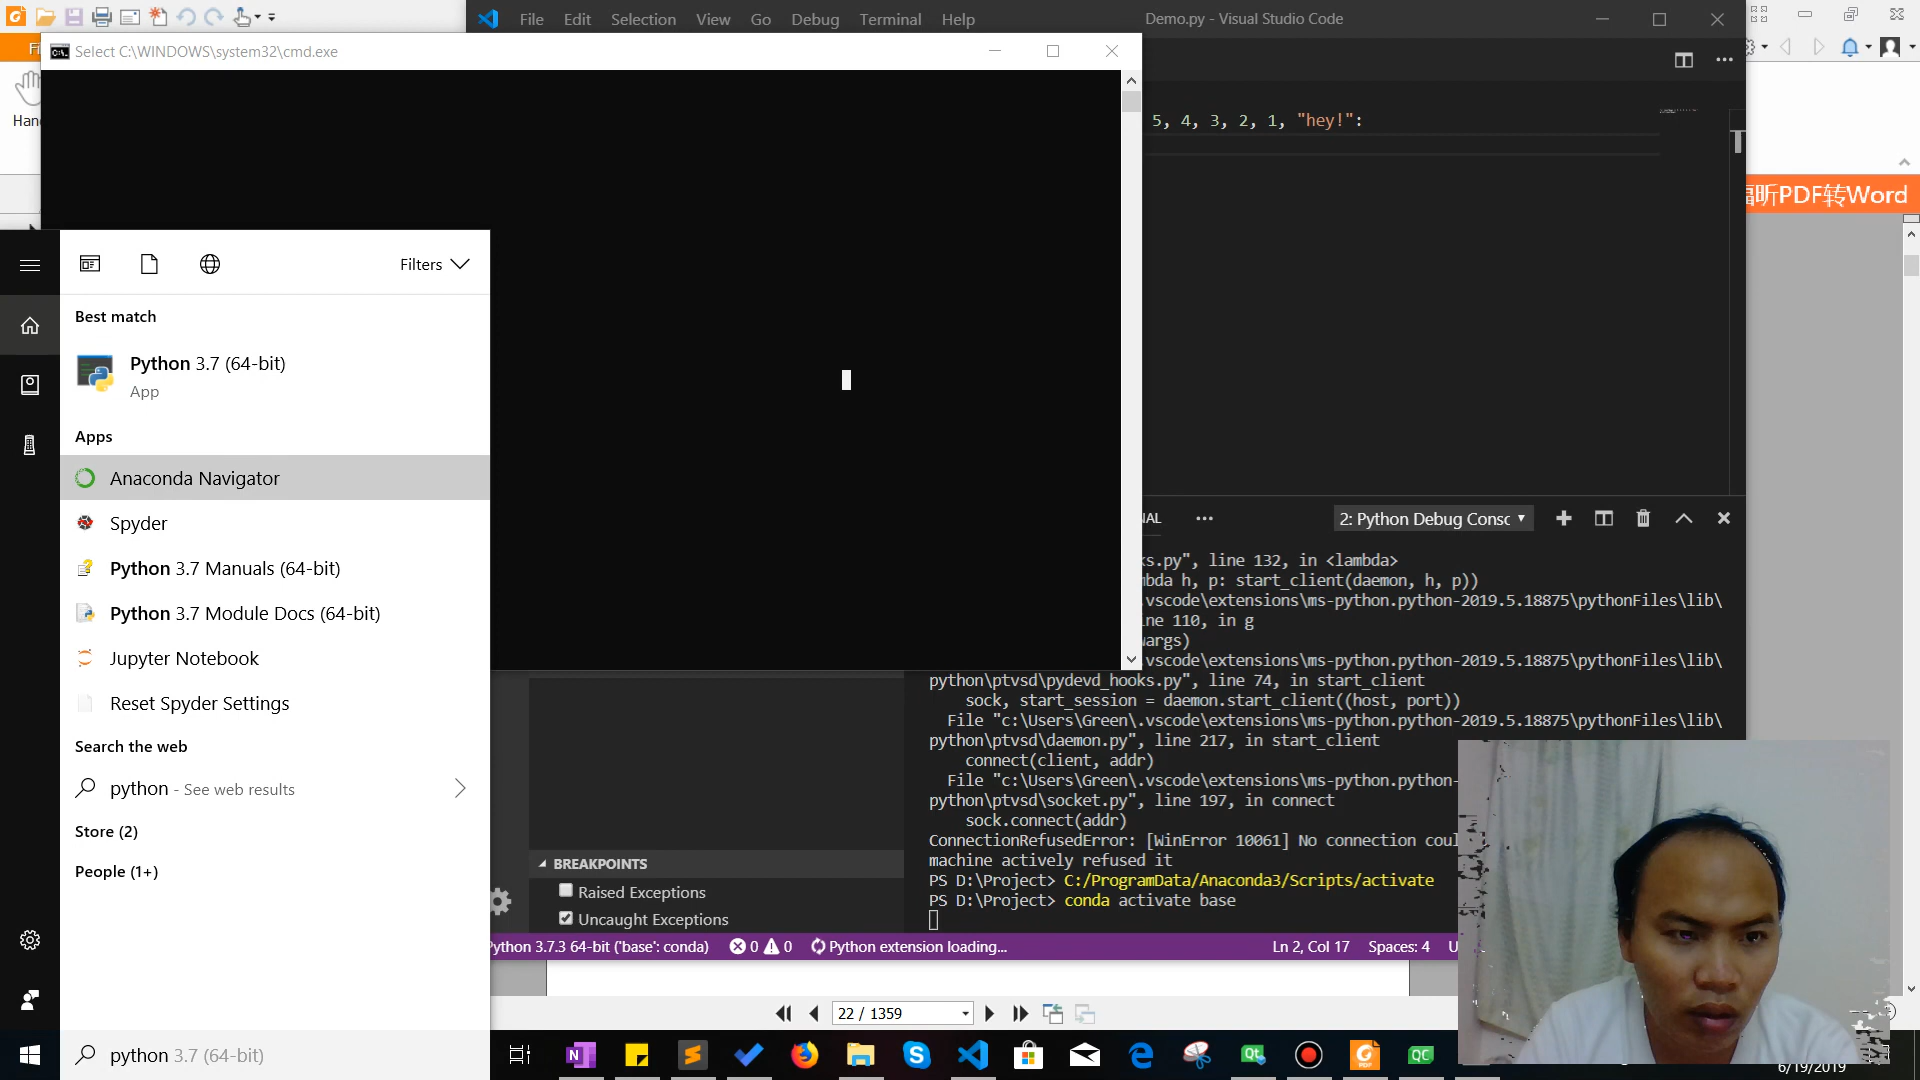 File Edit Selection View Go Debug Terminal Help
Demo.py - Visual Studio Code
Select C:\WINDOWS\system32\cmd.exe
5, 4, 3, 2, 1, "hey!":
PDF转Word
Filters
Best match
Python 3.7 (64-bit)
App
Apps
Anaconda Navigator
Spyder
Python 3.7 Manuals (64-bit)
Python 3.7 Module Docs (64-bit)
Jupyter Notebook
Reset Spyder Settings
Search the web
python - See web results
Store (2)
People (1+)
python 3.7 (64-bit)
2: Python Debug Consc
ks.py", line 132, in <lambda>
bda h, p: start_client(daemon, h, p))
.vscode\extensions\ms-python.python-2019.5.18875\pythonFiles\lib\
ine 110, in g
wargs)
.vscode\extensions\ms-python.python-2019.5.18875\pythonFiles\lib\
python\ptvsd\pydevd_hooks.py", line 74, in start_client
sock, start_session = daemon.start_client((host, port))
File "c:\Users\Green\.vscode\extensions\ms-python.python-2019.5.18875\pythonFiles\lib\
python\ptvsd\daemon.py", line 217, in start_client
connect(client, addr)
File "c:\Users\Green\.vscode\extensions\ms-python.python-
python\ptvsd\socket.py", line 197, in connect
sock.connect(addr)
ConnectionRefusedError: [WinError 10061] No connection coul
machine actively refused it
PS D:\Project> C:/ProgramData/Anaconda3/Scripts/activate
PS D:\Project> conda activate base
BREAKPOINTS
Raised Exceptions
Uncaught Exceptions
Python 3.7.3 64-bit ('base': conda) 0 0 Python extension loading...
Ln 2, Col 17 Spaces: 4
22 / 1359
6/19/2019